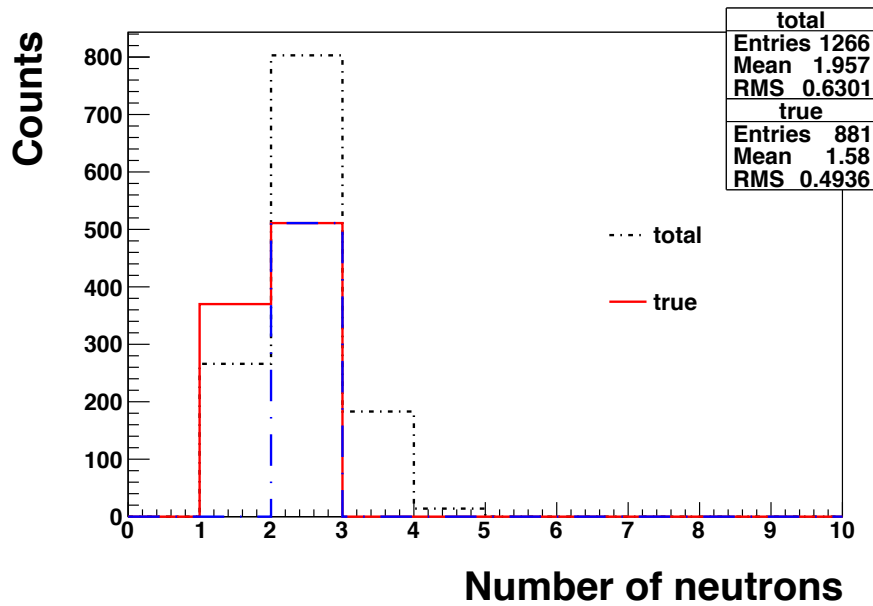 total
Entries 1266
Mean 1.957
RMS 0.6301
true
Entries 881
Mean 1.58
RMS 0.4936
Counts
800
700
600
500
400
300
200
100
0
total
true
0 1 2 3 4 5 6 7 8 9 10
Number of neutrons